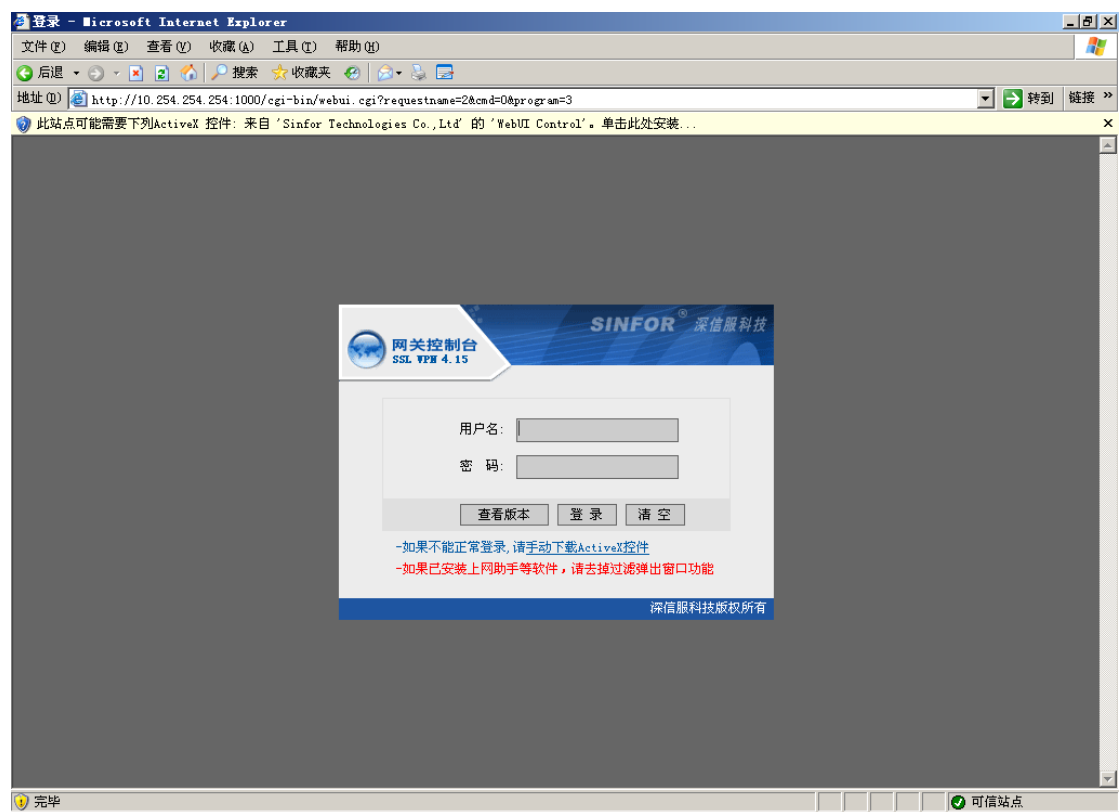 登录 - Microsoft Internet Explorer
文件(F) 编辑(E) 查看(V) 收藏(A) 工具(T) 帮助(H)
后退 搜索 收藏夹
地址(D) http://10.254.254.254:1000/cgi-bin/webui.cgi?requestname=2&cmd=0&program=3 转到 链接 »
此站点可能需要下列ActiveX 控件: 来自 'Sinfor Technologies Co.,Ltd' 的 'WebUI Control'。单击此处安装...
SINFOR® 深信服科技
网关控制台
SSL VPN 4.15
用户名:
密 码:
查看版本 登 录 清 空
-如果不能正常登录,请手动下载ActiveX控件
-如果已安装上网助手等软件，请去掉过滤弹出窗口功能
深信服科技版权所有
完毕 可信站点